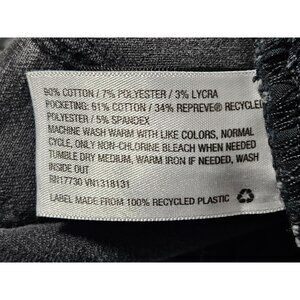 90% COTTON / 7% POLYESTER / 3% LYCRA
POCKETING: 61% COTTON / 34% REPREVE® RECYCLED
POLYESTER / 5% SPANDEX
MACHINE WASH WARM WITH LIKE COLORS, NORMAL
CYCLE, ONLY NON-CHLORINE BLEACH WHEN NEEDED
TUMBLE DRY MEDIUM, WARM IRON IF NEEDED, WASH
INSIDE OUT
RN17730 VN1318131
LABEL MADE FROM 100% RECYCLED PLASTIC